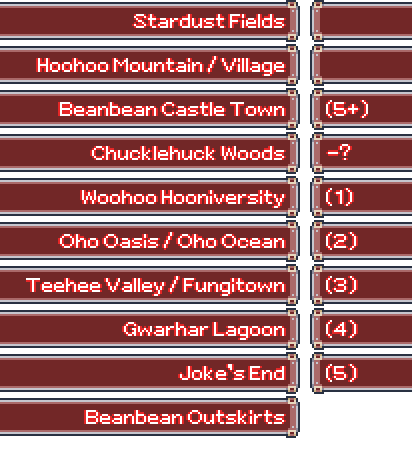 Stardust Fields
Hoohoo Mountain / Village
Beanbean Castle Town (5+)
Chucklehuck Woods -?
Woohoo Hooniversity (1)
Oho Oasis / Oho Ocean (2)
Teehee Valley / Fungitown (3)
Gwarhar Lagoon (4)
Joke's End (5)
Beanbean Outskirts